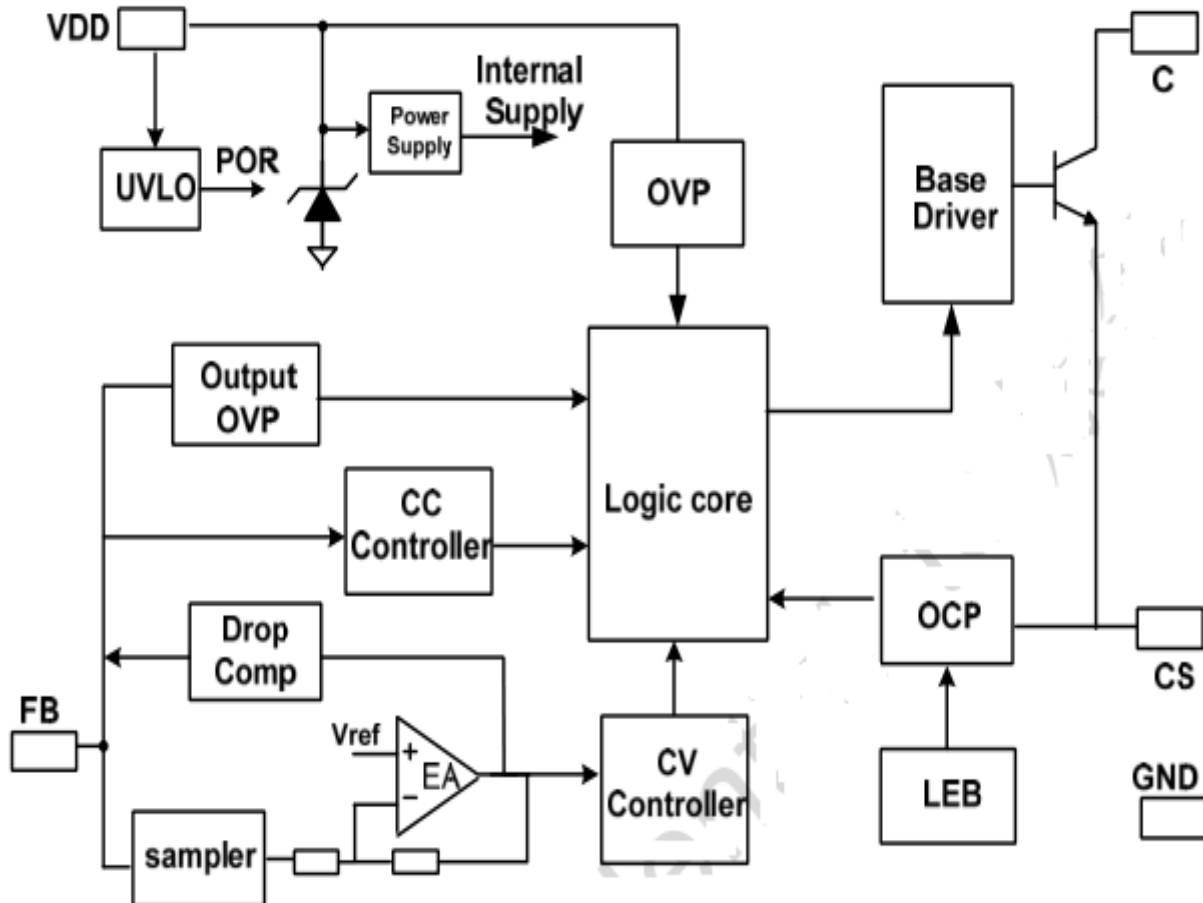 VDD
C
Internal
Supply
Power
Supply
UVLO
POR
OVP
Base
Driver
Output
OVP
CC
Controller
Logic core
Drop
Comp
OCP
CS
FB
Vref
+
EA
-
CV
Controller
LEB
GND
sampler